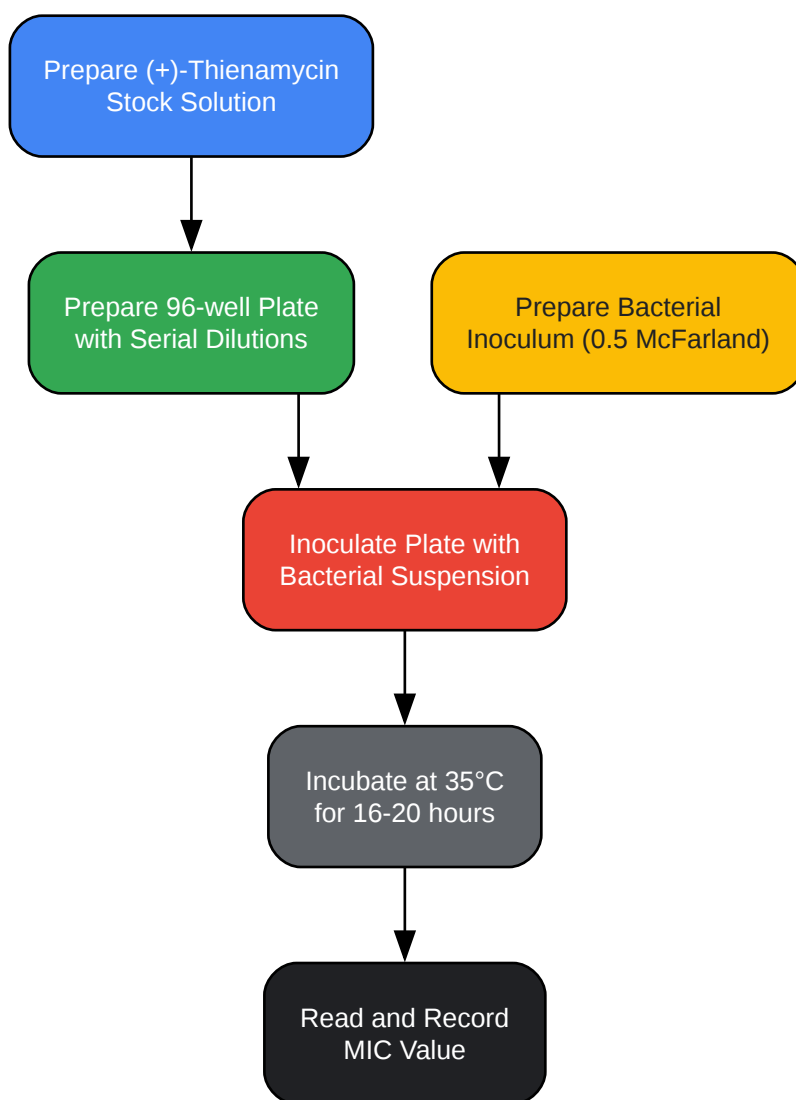 Prepare (+)-Thienamycin
Stock Solution
Prepare 96-well Plate
with Serial Dilutions
Prepare Bacterial
Inoculum (0.5 McFarland)
Inoculate Plate with
Bacterial Suspension
Incubate at 35°C
for 16-20 hours
Read and Record
MIC Value